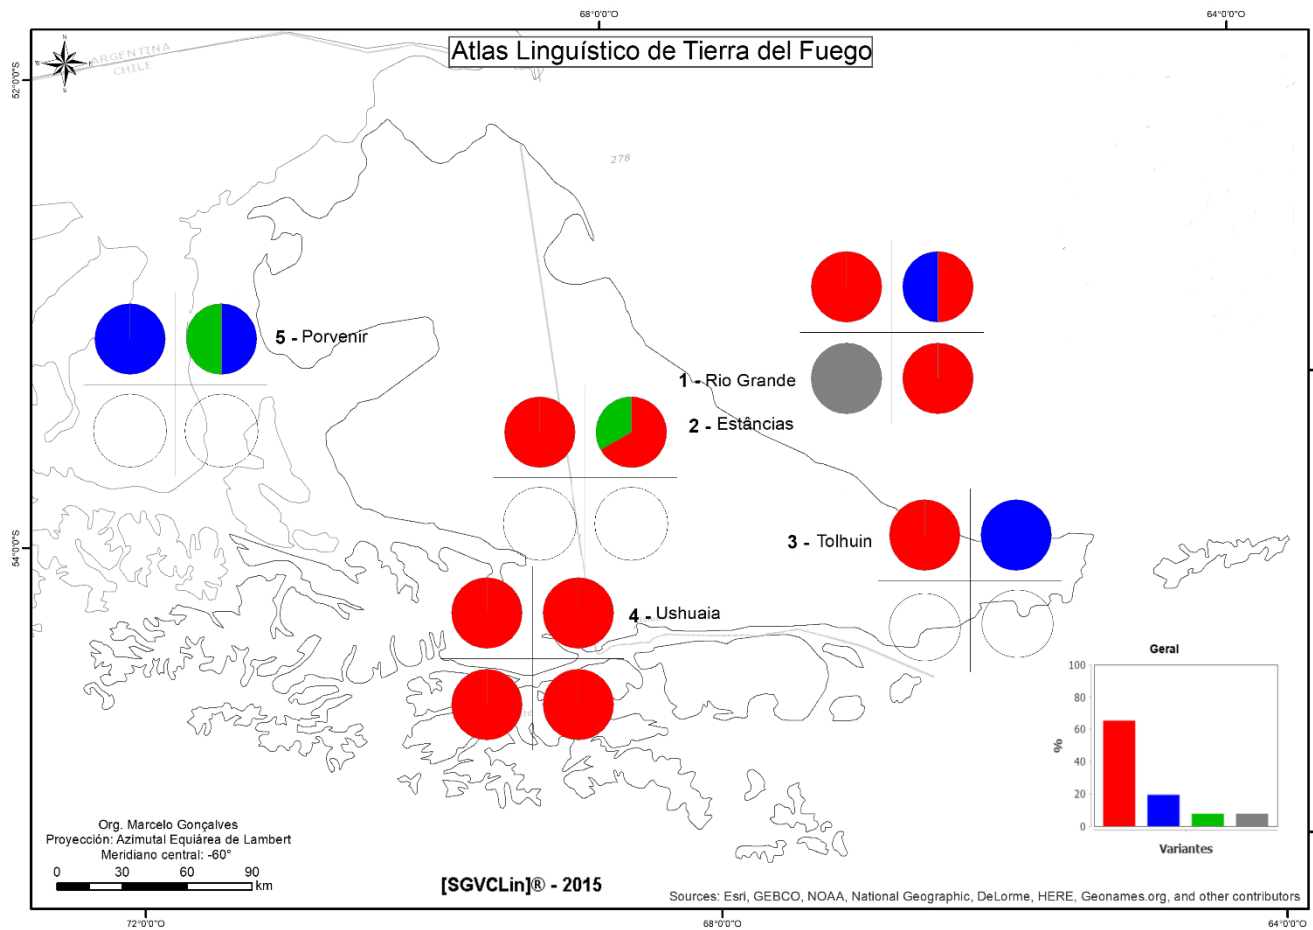 68°0'0"O
64°0'0"O
Atlas Linguístico de Tierra del Fuego
ARGENTINA
CHILE
52°0'0"S
278
5 - Porvenir
1 - Rio Grande
2 - Estâncias
3 - Tolhuin
54°0'0"S
4 - Ushuaia
Geral
100
80
60
40
20
0
%
Variantes
Org. Marcelo Gonçalves
Proyección: Azimutal Equiárea de Lambert
Meridiano central: -60°
0 30 60 90
km
[SGVCLin]® - 2015
Sources: Esri, GEBCO, NOAA, National Geographic, DeLorme, HERE, Geonames.org, and other contributors
72°0'0"O
68°0'0"O
64°0'0"O